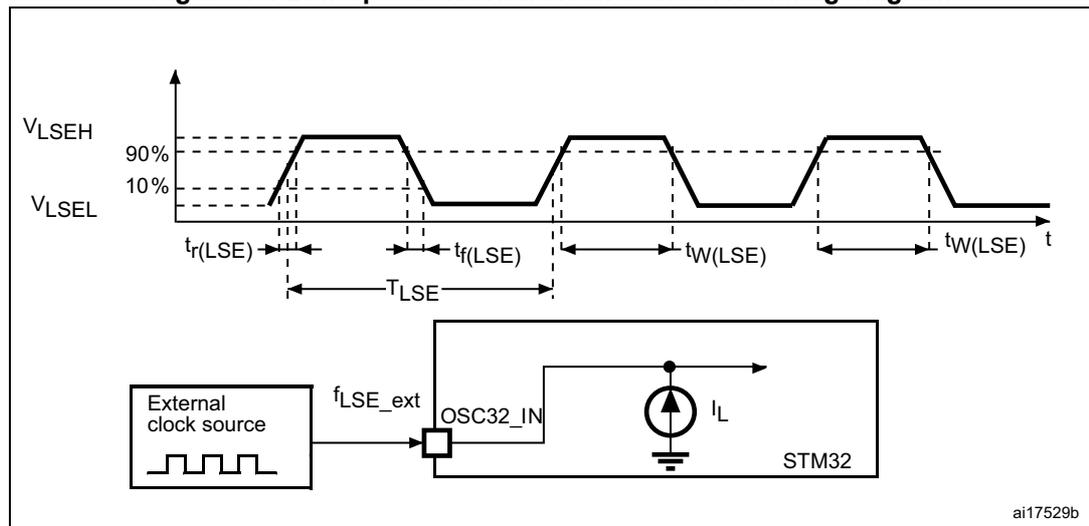 V_LSEH
90%
10%
V_LSEL
t_r(LSE)
t_f(LSE)
t_W(LSE)
t_W(LSE)
t
T_LSE
External
clock source
f_LSE_ext
OSC32_IN
I_L
STM32
ai17529b